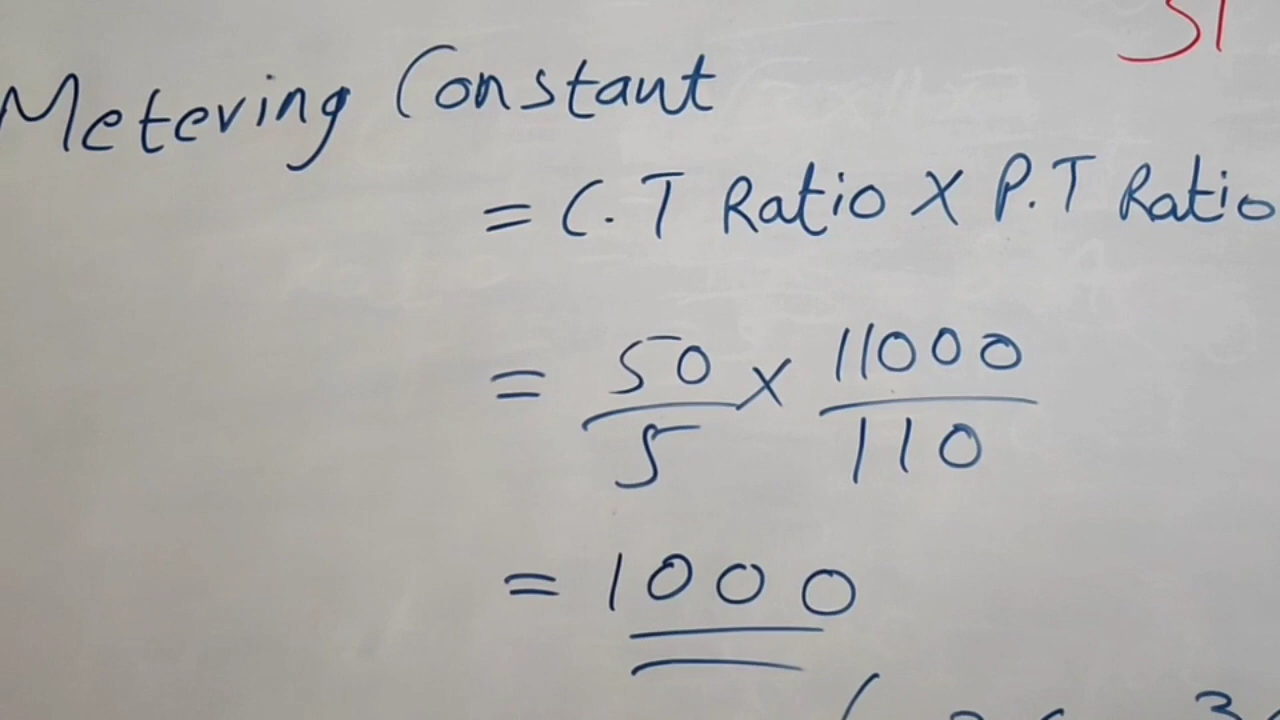 Metering Constant
= C.T Ratio X P.T Ratio
= 50/5 X 11000/110
= 1000